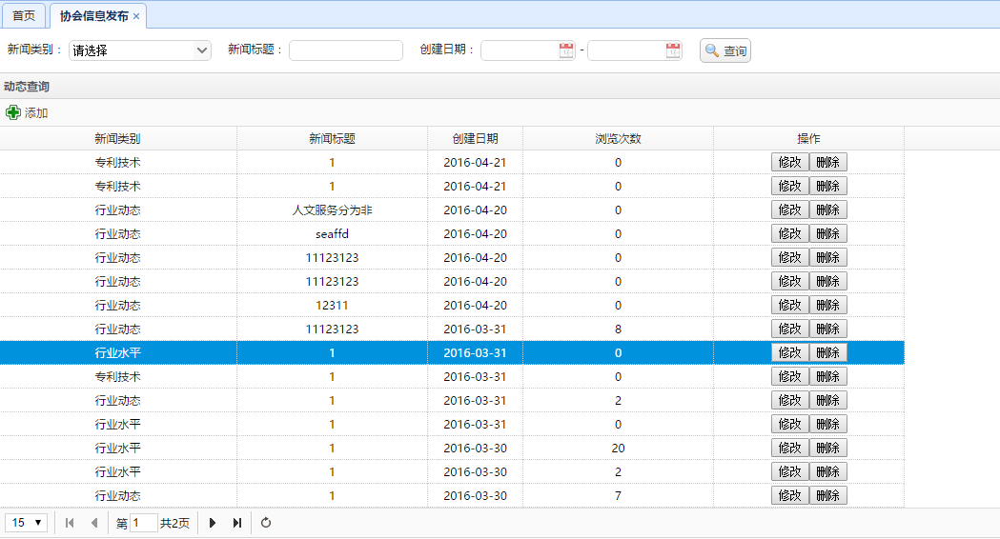 首页 协会信息发布 ×
新闻类别： 请选择 新闻标题： 创建日期： - 查询
动态查询
添加
新闻类别 新闻标题 创建日期 浏览次数 操作
专利技术 1 2016-04-21 0 修改 删除
专利技术 1 2016-04-21 0 修改 删除
行业动态 人文服务分为非 2016-04-20 0 修改 删除
行业动态 seaffd 2016-04-20 0 修改 删除
行业动态 11123123 2016-04-20 0 修改 删除
行业动态 11123123 2016-04-20 0 修改 删除
行业动态 12311 2016-04-20 0 修改 删除
行业动态 11123123 2016-03-31 8 修改 删除
行业水平 1 2016-03-31 0 修改 删除
专利技术 1 2016-03-31 0 修改 删除
行业动态 1 2016-03-31 2 修改 删除
行业水平 1 2016-03-31 0 修改 删除
行业水平 1 2016-03-30 20 修改 删除
行业水平 1 2016-03-30 2 修改 删除
行业动态 1 2016-03-30 7 修改 删除
15 第 1 共2页